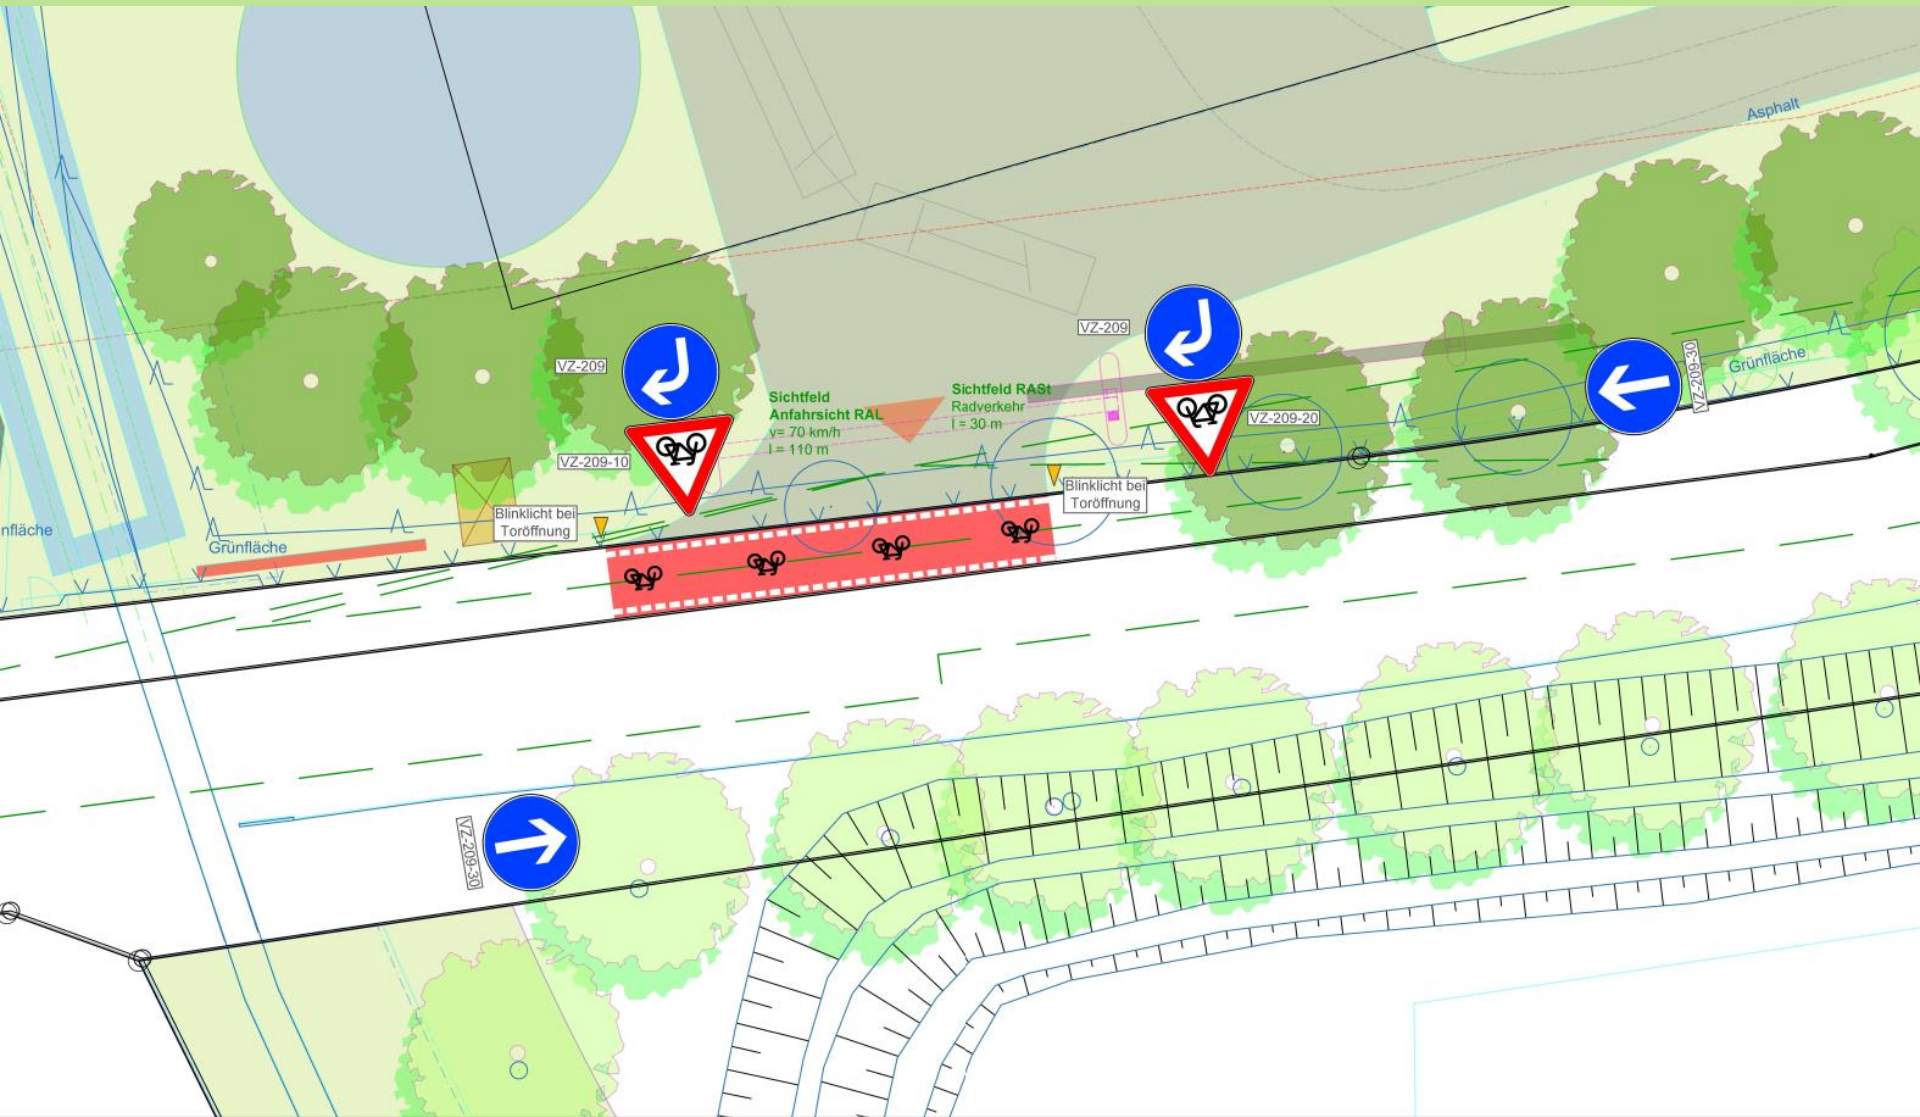 Asphalt
VZ-209
VZ-209
VZ-209-30
Grünfläche
Sichtfeld
Anfahrsicht RAL
v= 70 km/h
l = 110 m
Sichtfeld RASt
Radverkehr
l = 30 m
VZ-209-20
VZ-209-10
Blinklicht bei
Toröffnung
Blinklicht bei
Toröffnung
nfläche
Grünfläche
VZ-209-30